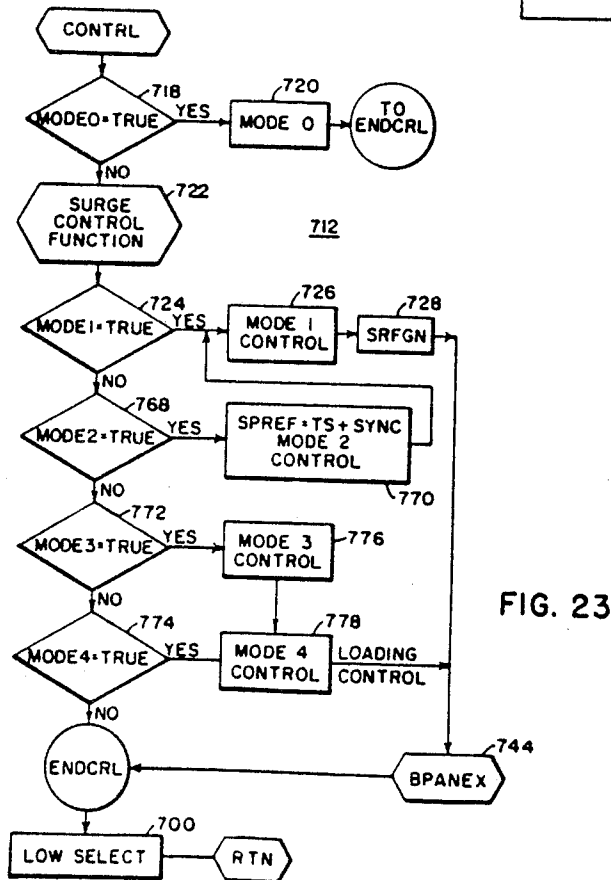 CONTRL
718
MODE0=TRUE
YES
720
MODE 0
TO
ENDCRL
NO
722
SURGE
CONTROL
FUNCTION
712
724
MODE1=TRUE
YES
726
MODE 1
CONTROL
728
SRFGN
NO
768
MODE2=TRUE
YES
SPREF=TS+SYNC
MODE 2
CONTROL
770
NO
772
MODE3=TRUE
YES
MODE 3
CONTROL
776
NO
FIG. 23
774
MODE4=TRUE
YES
778
MODE 4
CONTROL
LOADING
CONTROL
NO
744
ENDCRL
BPANEX
700
LOW SELECT
RTN